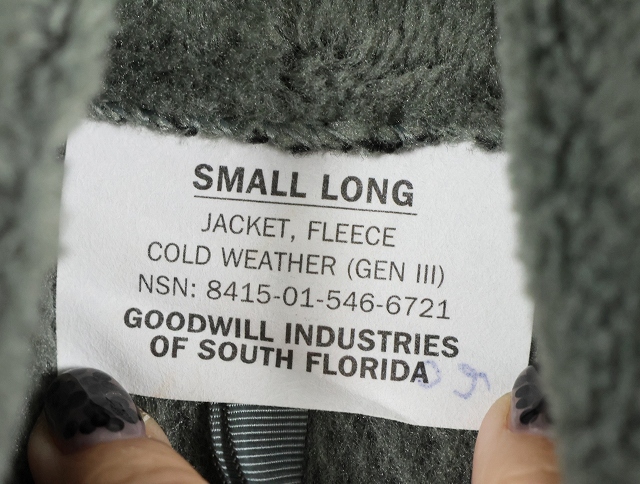 SMALL LONG
JACKET, FLEECE
COLD WEATHER (GEN III)
NSN: 8415-01-546-6721
GOODWILL INDUSTRIES
OF SOUTH FLORIDA